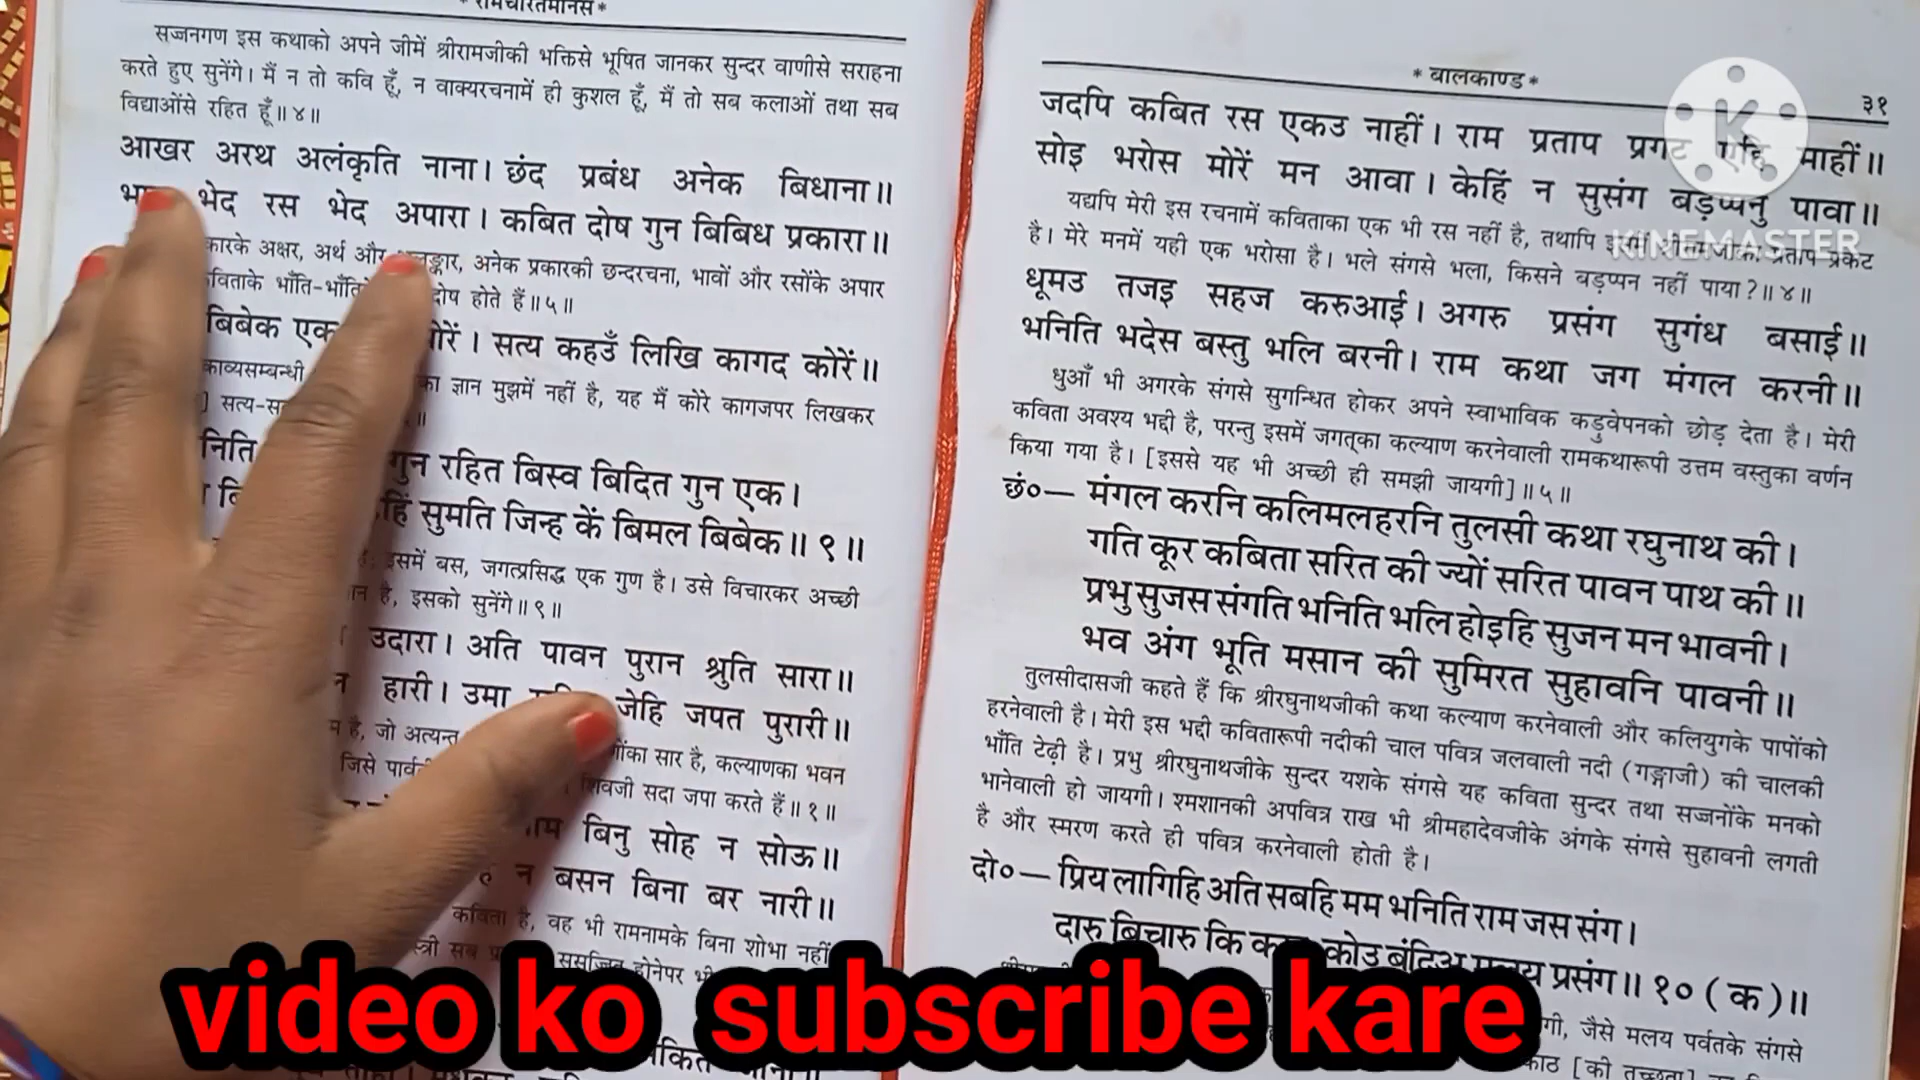 * रामचरितमानस *
सज्जनगण इस कथाको अपने जीमें श्रीरामजीकी भक्तिसे भूषित जानकर सुन्दर वाणीसे सराहना
करते हुए सुनेंगे। मैं न तो कवि हूँ, न वाक्यरचनामें ही कुशल हूँ, मैं तो सब कलाओं तथा सब
विद्याओंसे रहित हूँ॥ ४॥
आखर अरथ अलंकृति नाना। छंद प्रबंध अनेक बिधाना॥
भेद रस भेद अपारा। कबित दोष गुन बिबिध प्रकारा॥
अक्षर, अर्थ और अनेक प्रकारकी छन्दरचना, भावों और रसोंके अपार
दोष होते हैं॥ ५॥
बिबेक एक मोरें। सत्य कहउँ लिखि कागद कोरें॥
काव्यसम्बन्धी ज्ञान मुझमें नहीं है, यह मैं कोरे कागजपर लिखकर
गुन रहित बिस्व बिदित गुन एक।
सुमति जिन्ह कें बिमल बिबेक॥ ९॥
इसमें बस, जगत्प्रसिद्ध एक गुण है। उसे विचारकर अच्छी
है, इसको सुनेंगे॥ ९॥
उदारा। अति पावन पुरान श्रुति सारा॥
हारी। उमा जेहि जपत पुरारी॥
है, जो अत्यन्त सार है, कल्याणका भवन
जिसे शिवजी सदा जपा करते हैं॥ १॥
बिनु सोह न सोऊ॥
न बसन बिना बर नारी॥
कविता है, वह भी रामनामके बिना शोभा नहीं
स्त्री सब सुसज्जित होनेपर भी
* बालकाण्ड *
३१
जदपि कबित रस एकउ नाहीं। राम प्रताप प्रगट एहि माहीं॥
सोइ भरोस मोरें मन आवा। केहिं न सुसंग बड़प्पनु पावा॥
यद्यपि मेरी इस रचनामें कविताका एक भी रस नहीं है, तथापि इसमें श्रीरामजीका प्रताप प्रकट
है। मेरे मनमें यही एक भरोसा है। भले संगसे भला, किसने बड़प्पन नहीं पाया?॥ ४॥
धूमउ तजइ सहज करुआई। अगरु प्रसंग सुगंध बसाई॥
भनिति भदेस बस्तु भलि बरनी। राम कथा जग मंगल करनी॥
धुआँ भी अगरके संगसे सुगन्धित होकर अपने स्वाभाविक कड़ुवेपनको छोड़ देता है। मेरी
कविता अवश्य भद्दी है, परन्तु इसमें जगत्का कल्याण करनेवाली रामकथारूपी उत्तम वस्तुका वर्णन
किया गया है। [इससे यह भी अच्छी ही समझी जायगी]॥ ५॥
छं०— मंगल करनि कलिमलहरनि तुलसी कथा रघुनाथ की।
गति कूर कबिता सरित की ज्यों सरित पावन पाथ की॥
प्रभु सुजस संगति भनिति भलि होइहि सुजन मन भावनी।
भव अंग भूति मसान की सुमिरत सुहावनि पावनी॥
तुलसीदासजी कहते हैं कि श्रीरघुनाथजीकी कथा कल्याण करनेवाली और कलियुगके पापोंको
हरनेवाली है। मेरी इस भद्दी कवितारूपी नदीकी चाल पवित्र जलवाली नदी (गङ्गाजी) की चालकी
भाँति टेढ़ी है। प्रभु श्रीरघुनाथजीके सुन्दर यशके संगसे यह कविता सुन्दर तथा सज्जनोंके मनको
भानेवाली हो जायगी। श्मशानकी अपवित्र राख भी श्रीमहादेवजीके अंगके संगसे सुहावनी लगती
है और स्मरण करते ही पवित्र करनेवाली होती है।
दो०— प्रिय लागिहि अति सबहि मम भनिति राम जस संग।
दारु बिचारु कि कोउ बंदिअ मलय प्रसंग॥ १० (क)॥
जैसे मलय पर्वतके संगसे
काठ [की तुच्छता]
KINEMASTER
video ko subscribe kare